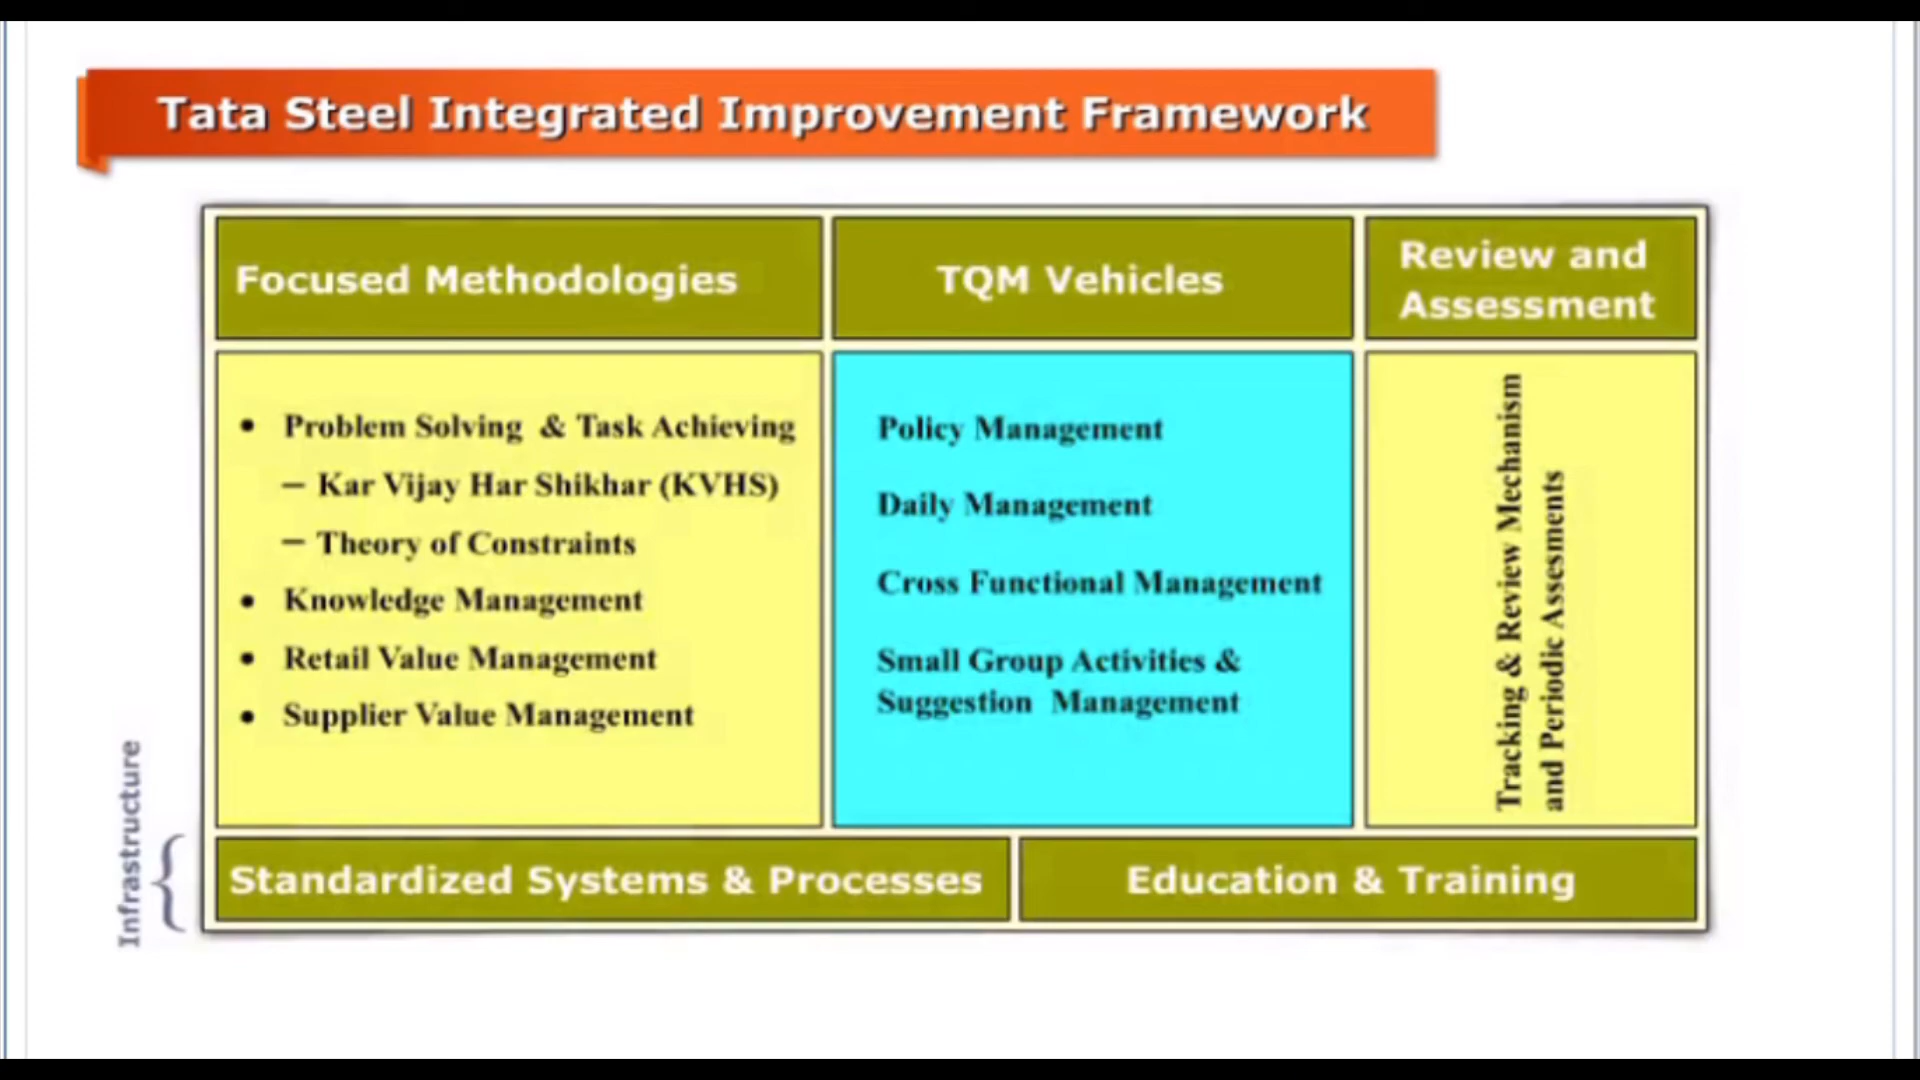 Tata Steel Integrated Improvement Framework
Focused Methodologies
TQM Vehicles
Review and
Assessment
• Problem Solving & Task Achieving
– Kar Vijay Har Shikhar (KVHS)
– Theory of Constraints
• Knowledge Management
• Retail Value Management
• Supplier Value Management
Policy Management
Daily Management
Cross Functional Management
Small Group Activities &
Suggestion Management
Tracking & Review Mechanism
and Periodic Assesments
Infrastructure
Standardized Systems & Processes
Education & Training